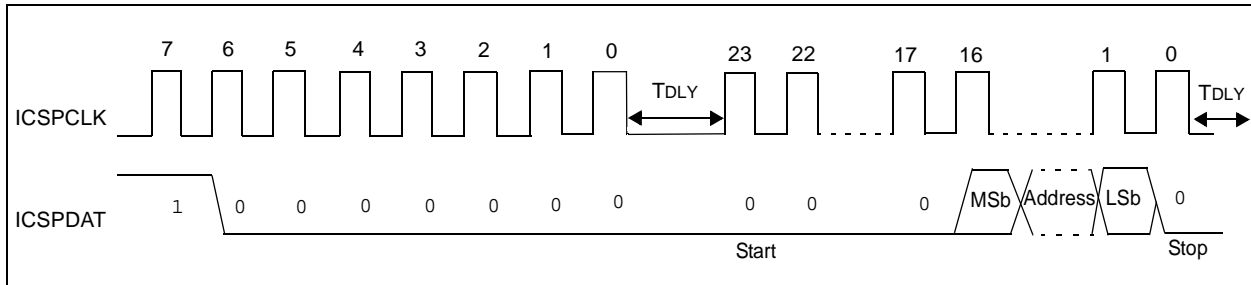 7 6 5 4 3 2 1 0 23 22 17 16 1 0
TDLY TDLY
ICSPCLK
1 0 0 0 0 0 0 0 0 0 0 MSb Address LSb 0
ICSPDAT
Start Stop